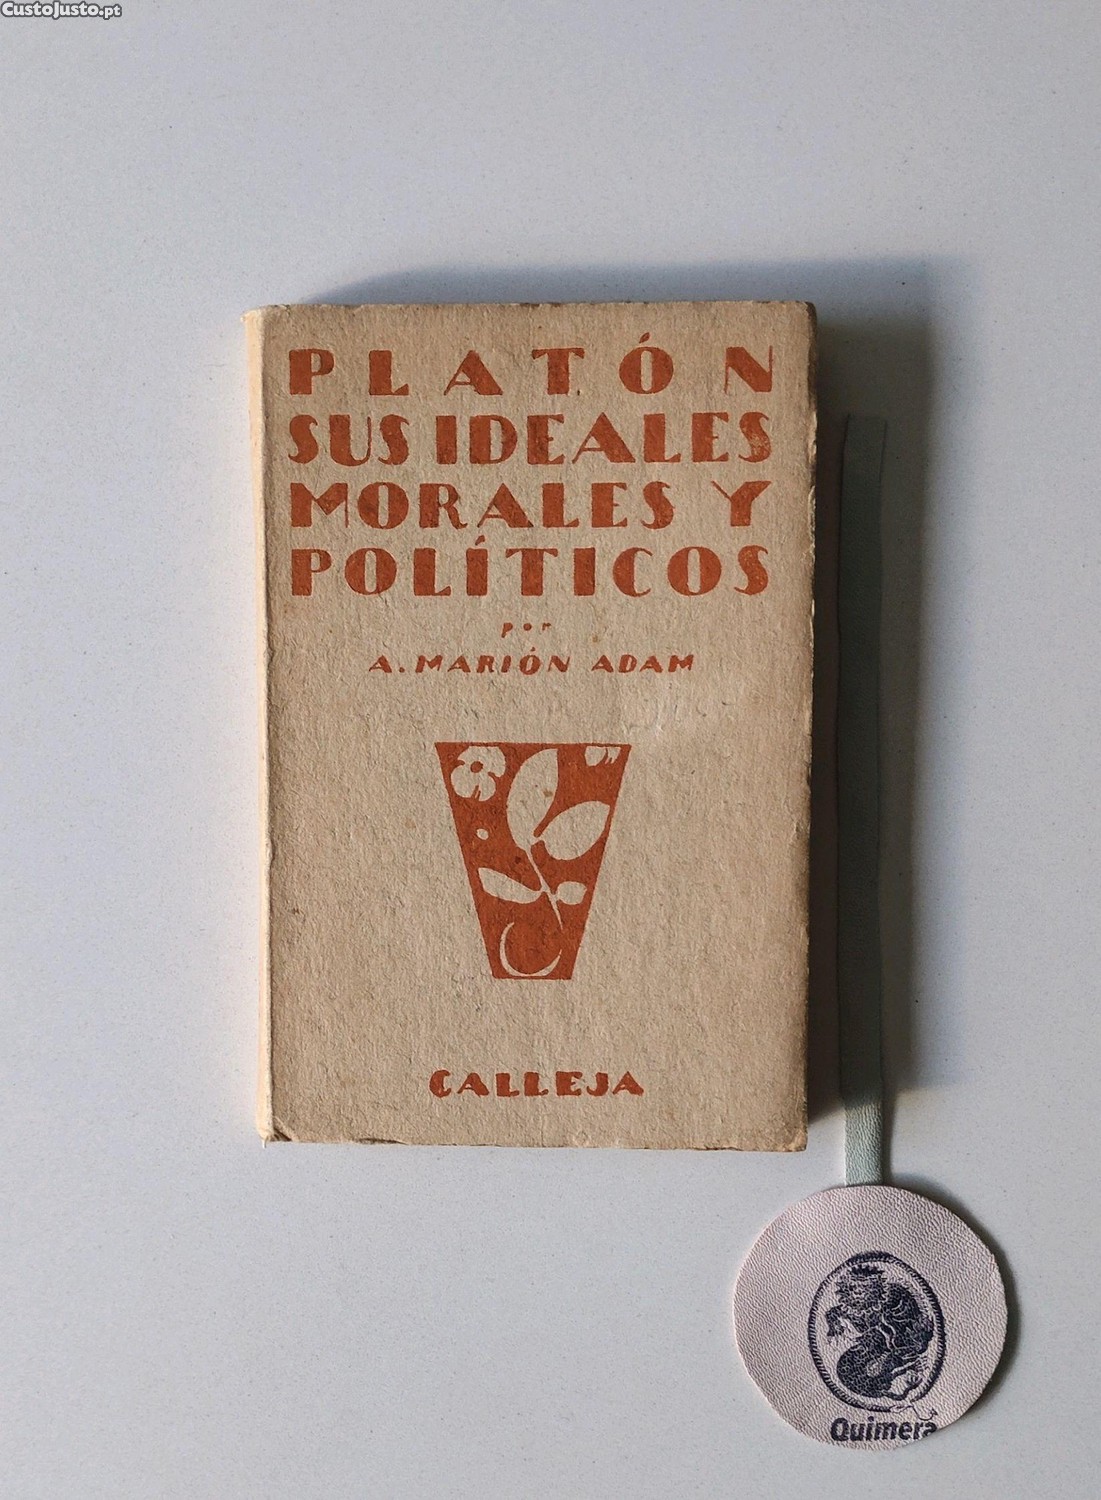 CustoJusto.pt
PLATÓN
SUS IDEALES
MORALES Y
POLÍTICOS
por
A. MARIÓN ADAM
CALLEJA
Quimera